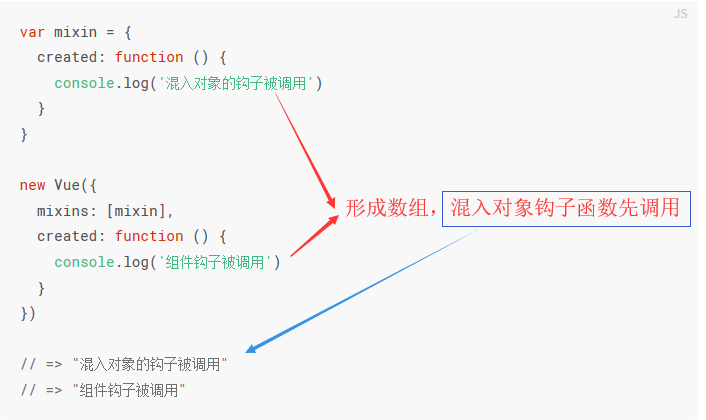 JS
var mixin = {
  created: function () {
    console.log('混入对象的钩子被调用')
  }
}
new Vue({
  mixins: [mixin],
  created: function () {
    console.log('组件钩子被调用')
  }
})
形成数组，混入对象钩子函数先调用
// => "混入对象的钩子被调用"
// => "组件钩子被调用"